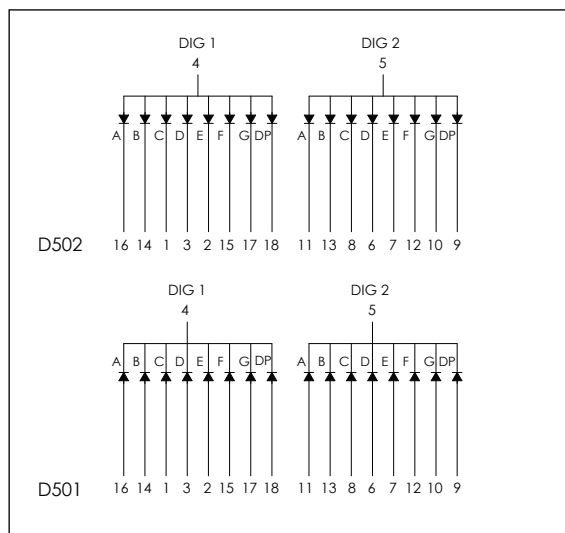 DIG 1 DIG 2
4 5
A B C D E F G DP A B C D E F G DP
D502 16 14 1 3 2 15 17 18 11 13 8 6 7 12 10 9
DIG 1 DIG 2
4 5
A B C D E F G DP A B C D E F G DP
D501 16 14 1 3 2 15 17 18 11 13 8 6 7 12 10 9